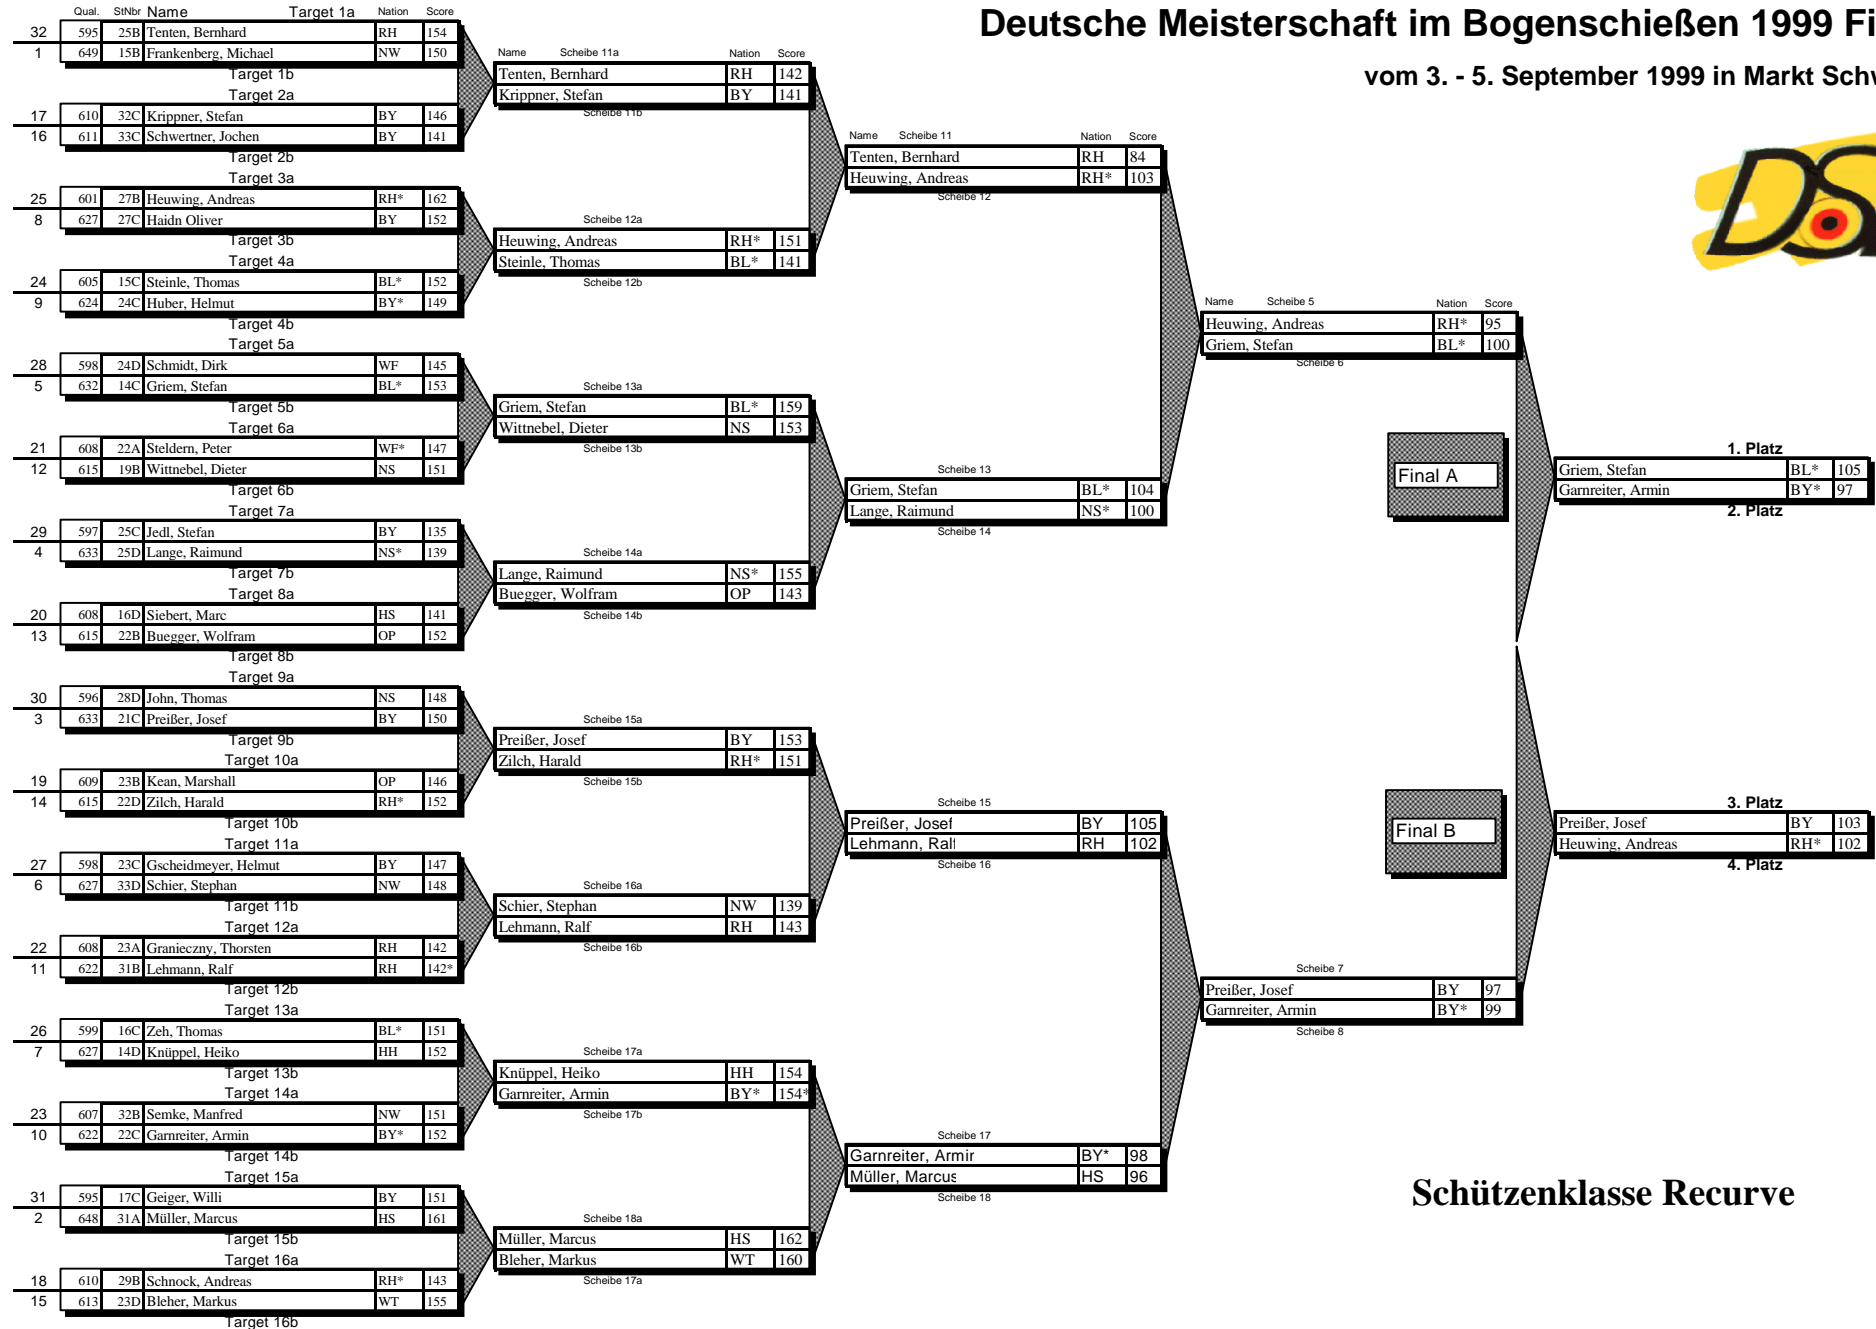 Deutsche Meisterschaft im Bogenschießen 1999 Fi
vom 3. - 5. September 1999 in Markt Schw
DS
Qual. StNbr Name Target 1a Nation Score
32 595 25B Tenten, Bernhard RH 154
1 649 15B Frankenberg, Michael NW 150
Target 1b
Target 2a
17 610 32C Krippner, Stefan BY 146
16 611 33C Schwertner, Jochen BY 141
Target 2b
Target 3a
25 601 27B Heuwing, Andreas RH* 162
8 627 27C Haidn Oliver BY 152
Target 3b
Target 4a
24 605 15C Steinle, Thomas BL* 152
9 624 24C Huber, Helmut BY* 149
Target 4b
Target 5a
28 598 24D Schmidt, Dirk WF 145
5 632 14C Griem, Stefan BL* 153
Target 5b
Target 6a
21 608 22A Steldern, Peter WF* 147
12 615 19B Wittnebel, Dieter NS 151
Target 6b
Target 7a
29 597 25C Jedl, Stefan BY 135
4 633 25D Lange, Raimund NS* 139
Target 7b
Target 8a
20 608 16D Siebert, Marc HS 141
13 615 22B Buegger, Wolfram OP 152
Target 8b
Target 9a
30 596 28D John, Thomas NS 148
3 633 21C Preißer, Josef BY 150
Target 9b
Target 10a
19 609 23B Kean, Marshall OP 146
14 615 22D Zilch, Harald RH* 152
Target 10b
Target 11a
27 598 23C Gscheidmeyer, Helmut BY 147
6 627 33D Schier, Stephan NW 148
Target 11b
Target 12a
22 608 23A Granieczny, Thorsten RH 142
11 622 31B Lehmann, Ralf RH 142*
Target 12b
Target 13a
26 599 16C Zeh, Thomas BL* 151
7 627 14D Knüppel, Heiko HH 152
Target 13b
Target 14a
23 607 32B Semke, Manfred NW 151
10 622 22C Garnreiter, Armin BY* 152
Target 14b
Target 15a
31 595 17C Geiger, Willi BY 151
2 648 31A Müller, Marcus HS 161
Target 15b
Target 16a
18 610 29B Schnock, Andreas RH* 143
15 613 23D Bleher, Markus WT 155
Target 16b
Name Scheibe 11a Nation Score
Tenten, Bernhard RH 142
Krippner, Stefan BY 141
Scheibe 11b
Scheibe 12a
Heuwing, Andreas RH* 151
Steinle, Thomas BL* 141
Scheibe 12b
Scheibe 13a
Griem, Stefan BL* 159
Wittnebel, Dieter NS 153
Scheibe 13b
Scheibe 14a
Lange, Raimund NS* 155
Buegger, Wolfram OP 143
Scheibe 14b
Scheibe 15a
Preißer, Josef BY 153
Zilch, Harald RH* 151
Scheibe 15b
Scheibe 16a
Schier, Stephan NW 139
Lehmann, Ralf RH 143
Scheibe 16b
Scheibe 17a
Knüppel, Heiko HH 154
Garnreiter, Armin BY* 154*
Scheibe 17b
Scheibe 18a
Müller, Marcus HS 162
Bleher, Markus WT 160
Scheibe 17a
Name Scheibe 11 Nation Score
Tenten, Bernhard RH 84
Heuwing, Andreas RH* 103
Scheibe 12
Scheibe 13
Griem, Stefan BL* 104
Lange, Raimund NS* 100
Scheibe 14
Scheibe 15
Preißer, Josef BY 105
Lehmann, Ralf RH 102
Scheibe 16
Scheibe 17
Garnreiter, Armin BY* 98
Müller, Marcus HS 96
Scheibe 18
Name Scheibe 5 Nation Score
Heuwing, Andreas RH* 95
Griem, Stefan BL* 100
Scheibe 6
Scheibe 7
Preißer, Josef BY 97
Garnreiter, Armin BY* 99
Scheibe 8
Final A
1. Platz
Griem, Stefan BL* 105
Garnreiter, Armin BY* 97
2. Platz
Final B
3. Platz
Preißer, Josef BY 103
Heuwing, Andreas RH* 102
4. Platz
Schützenklasse Recurve